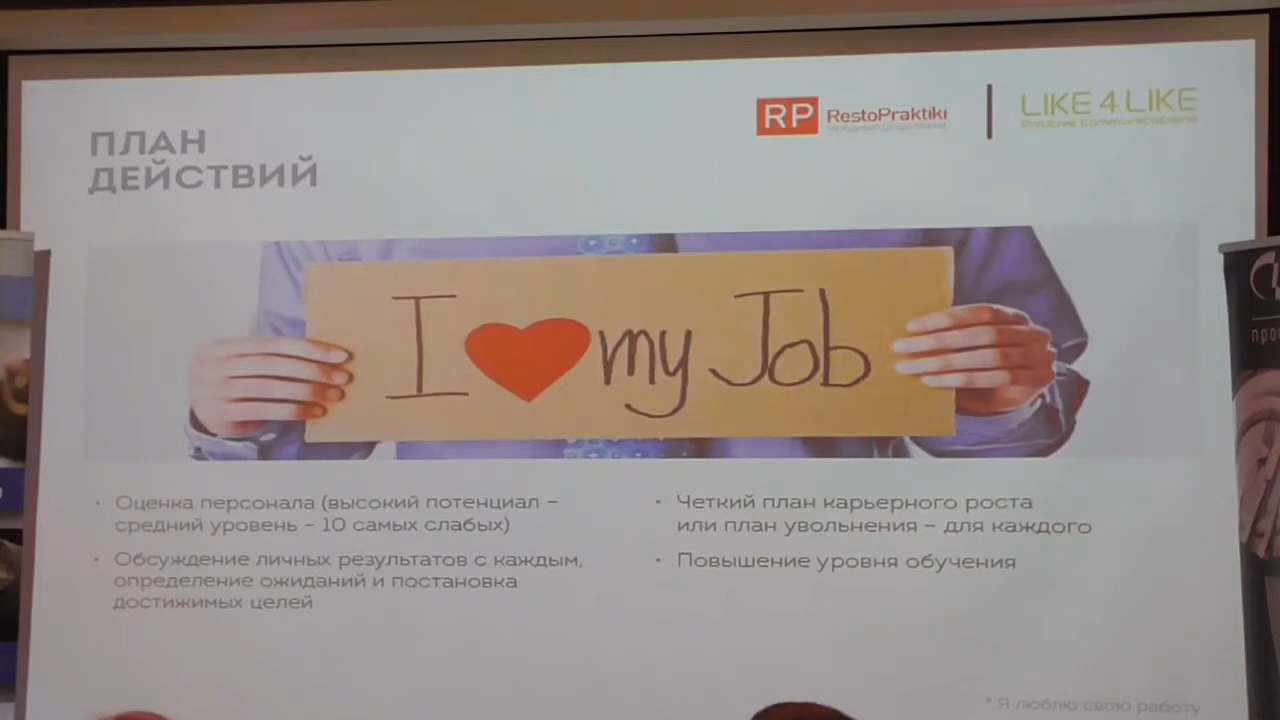 ПЛАН
ДЕЙСТВИЙ
RP RestoPraktiki
LIKE 4 LIKE
Positive Communications
I my Job
• Оценка персонала (высокий потенциал –
средний уровень – 10 самых слабых)
• Обсуждение личных результатов с каждым,
определение ожиданий и постановка
достижимых целей
• Четкий план карьерного роста
или план увольнения – для каждого
• Повышение уровня обучения
* Я люблю свою работу